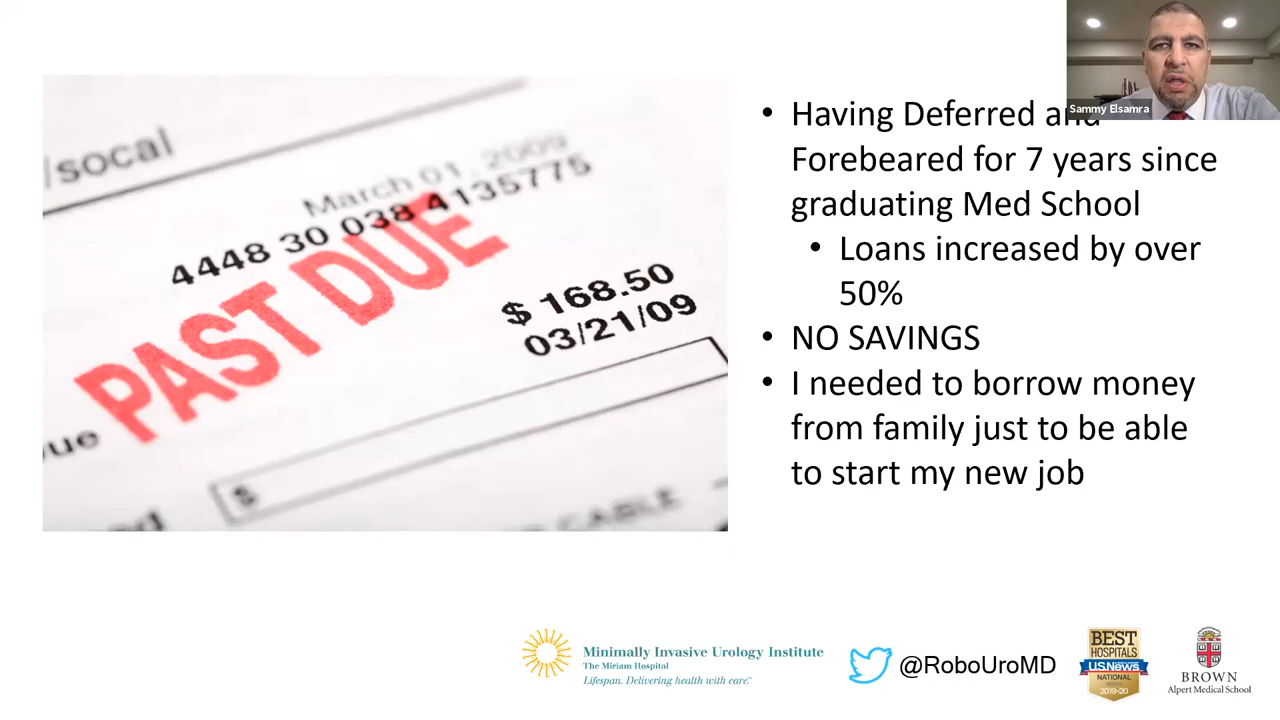 /socal
March 01, 2009
4448 30 038 4135775
PAST DUE
$ 168.50
03/21/09
ue
$
CABLE
Sammy Elsamra
• Having Deferred and
Forebeared for 7 years since
graduating Med School
• Loans increased by over
50%
• NO SAVINGS
• I needed to borrow money
from family just to be able
to start my new job
Minimally Invasive Urology Institute
The Miriam Hospital
Lifespan. Delivering health with care.
@RoboUroMD
BEST
HOSPITALS
U.S.News
NATIONAL
2019-20
BROWN
Alpert Medical School